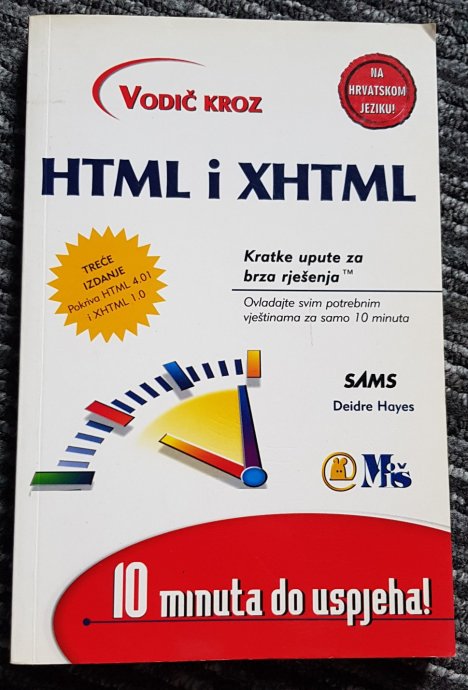 VODIČ KROZ
NA
HRVATSKOM
JEZIKU!
HTML i XHTML
TREĆE
IZDANJE
Pokriva HTML 4.01
i XHTML 1.0
Kratke upute za
brza rješenja™
Ovladajte svim potrebnim
vještinama za samo 10 minuta
SAMS
Deidre Hayes
@ Miš
10 minuta do uspjeha!